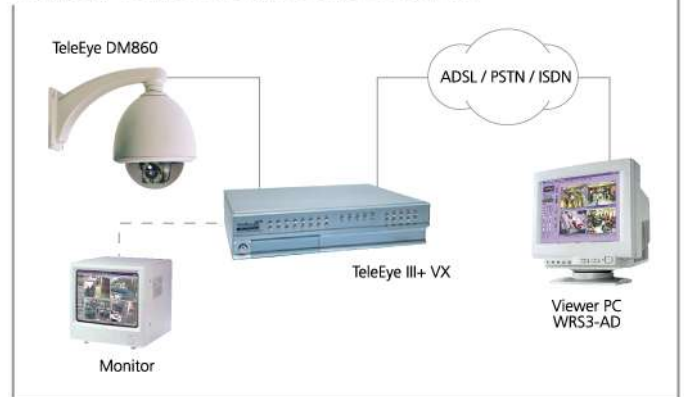 TeleEye DM860
ADSL / PSTN / ISDN
TeleEye III+ VX
Viewer PC
WRS3-AD
Monitor